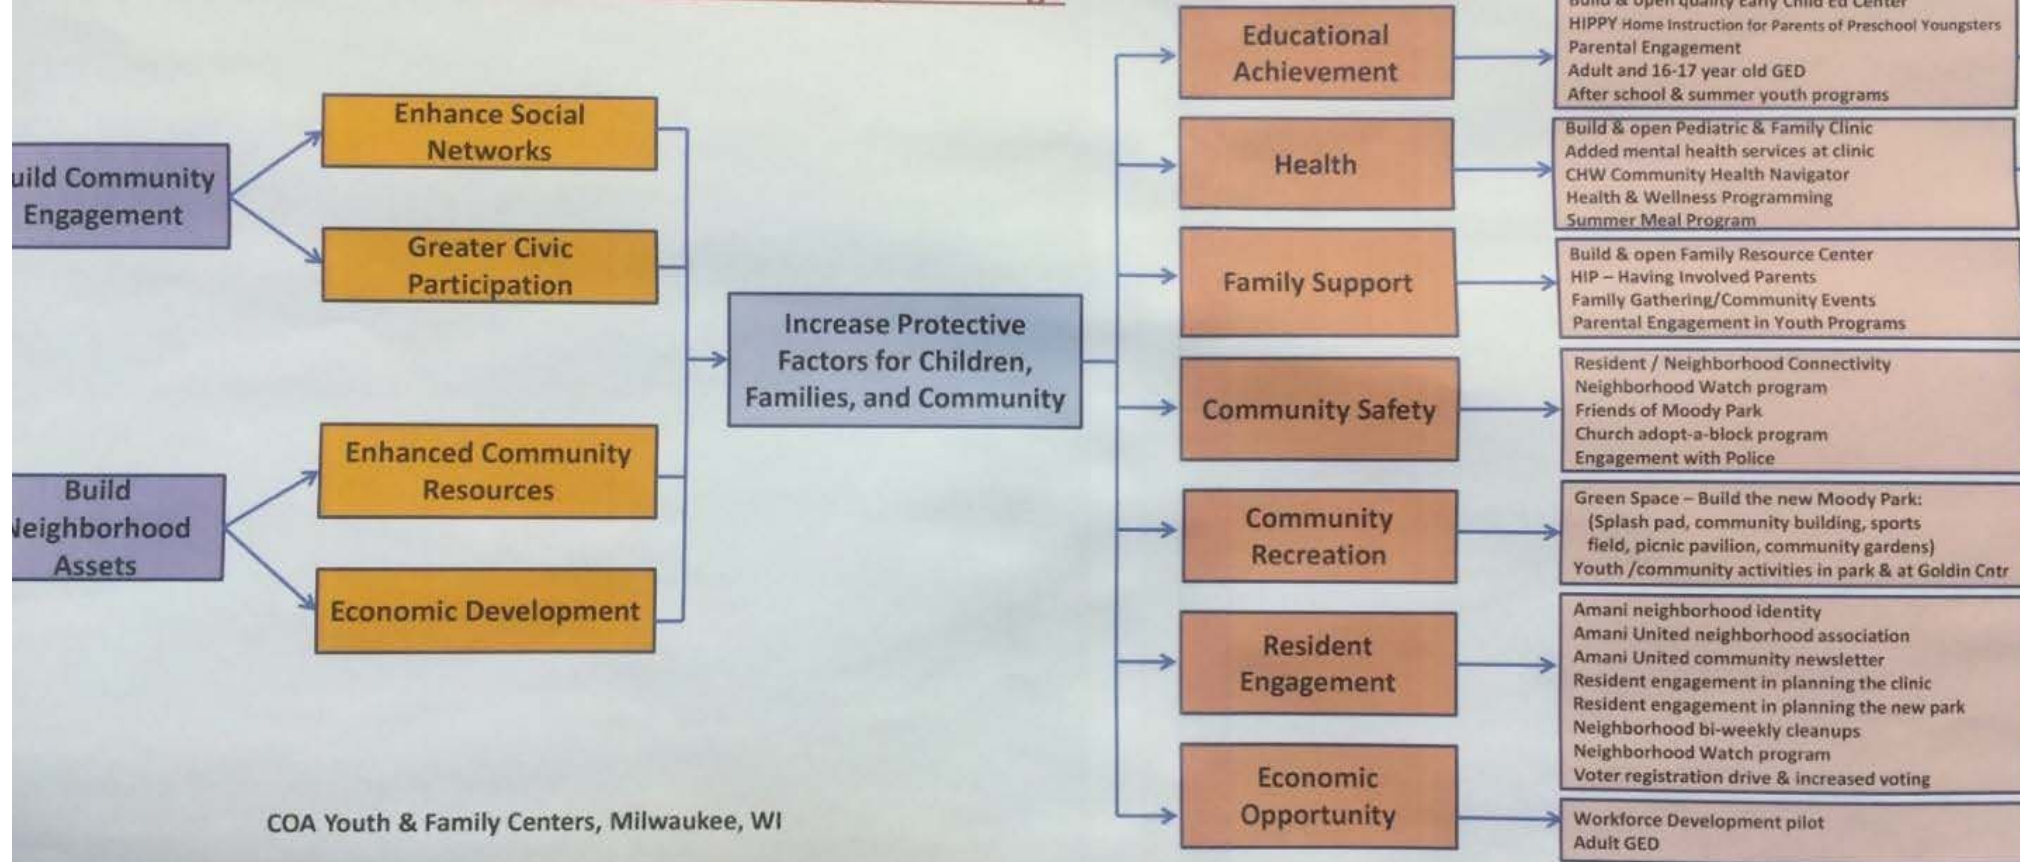 uild Community
Engagement
Build
Neighborhood
Assets
Enhance Social
Networks
Greater Civic
Participation
Enhanced Community
Resources
Economic Development
Increase Protective
Factors for Children,
Families, and Community
Educational
Achievement
Health
Family Support
Community Safety
Community
Recreation
Resident
Engagement
Economic
Opportunity
Build & open quality Early Child Ed Center
HIPPY Home Instruction for Parents of Preschool Youngsters
Parental Engagement
Adult and 16-17 year old GED
After school & summer youth programs
Build & open Pediatric & Family Clinic
Added mental health services at clinic
CHW Community Health Navigator
Health & Wellness Programming
Summer Meal Program
Build & open Family Resource Center
HIP – Having Involved Parents
Family Gathering/Community Events
Parental Engagement in Youth Programs
Resident / Neighborhood Connectivity
Neighborhood Watch program
Friends of Moody Park
Church adopt-a-block program
Engagement with Police
Green Space – Build the new Moody Park:
(Splash pad, community building, sports
field, picnic pavilion, community gardens)
Youth /community activities in park & at Goldin Cntr
Amani neighborhood identity
Amani United neighborhood association
Amani United community newsletter
Resident engagement in planning the clinic
Resident engagement in planning the new park
Neighborhood bi-weekly cleanups
Neighborhood Watch program
Voter registration drive & increased voting
Workforce Development pilot
Adult GED
COA Youth & Family Centers, Milwaukee, WI